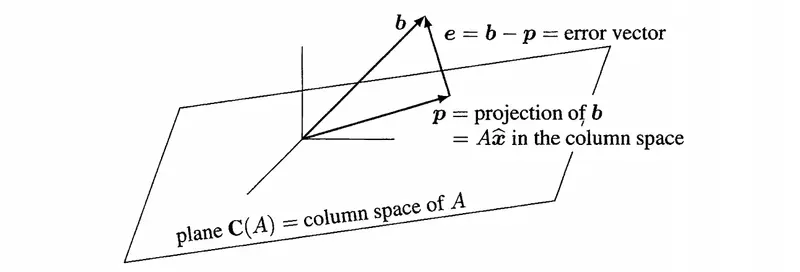 b
e = b − p = error vector
p = projection of b
= Ax̂ in the column space
plane C(A) = column space of A